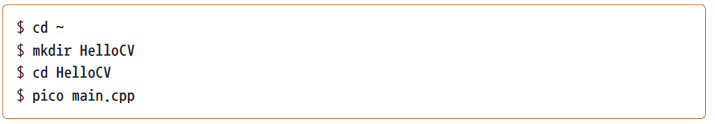 $ cd ~
$ mkdir HelloCV
$ cd HelloCV
$ pico main.cpp